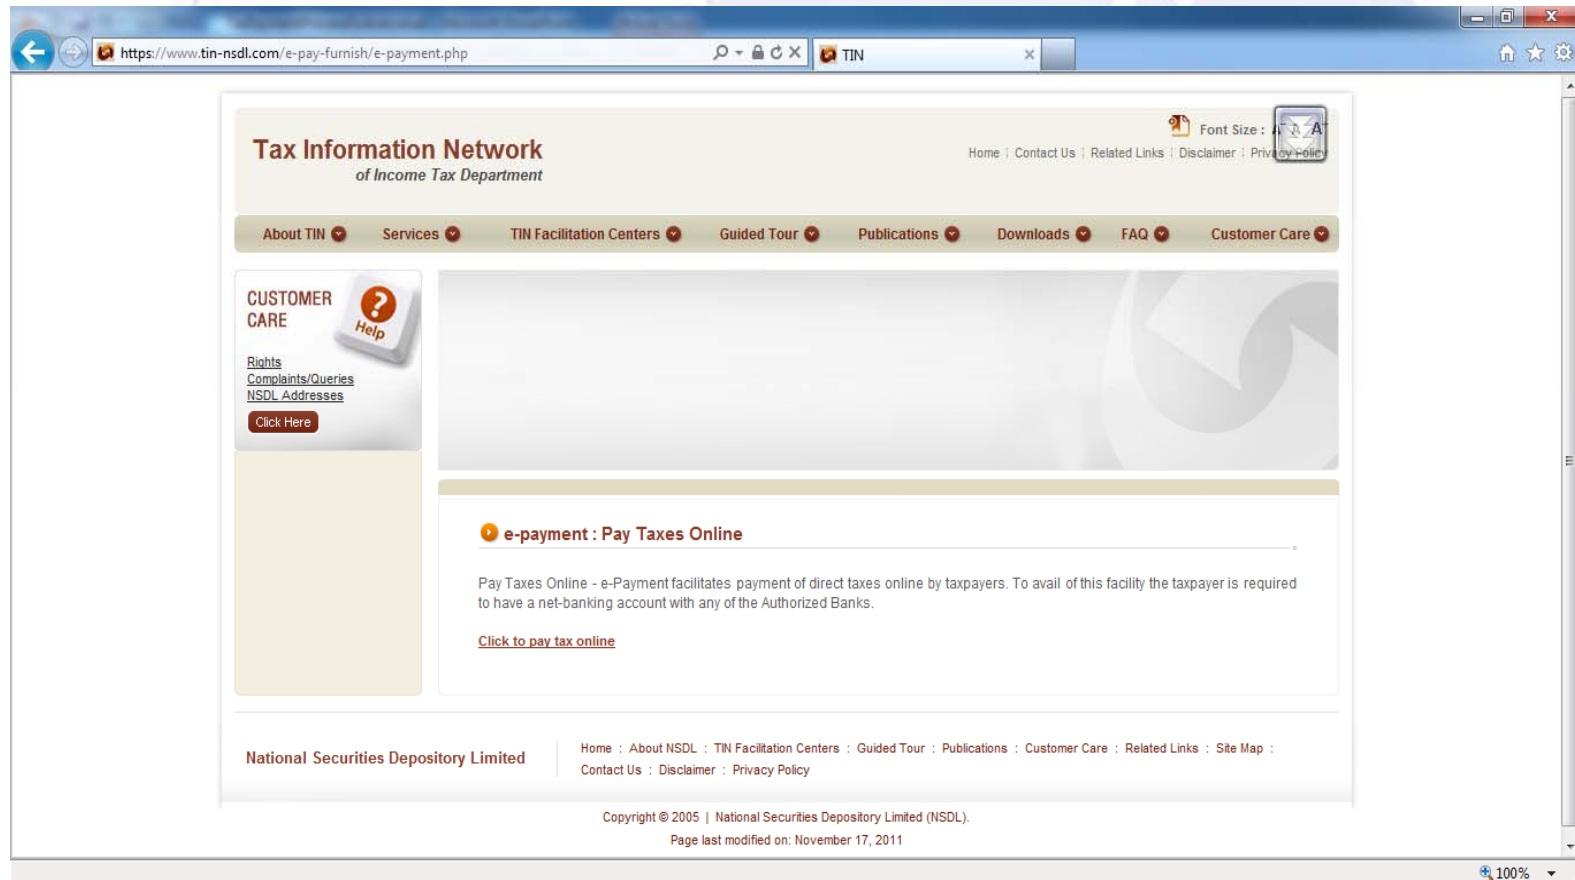 https://www.tin-nsdl.com/e-pay-furnish/e-payment.php
TIN
Tax Information Network
of Income Tax Department
Font Size : A- A A+
Home Contact Us Related Links Disclaimer Privacy Policy
About TIN Services TIN Facilitation Centers Guided Tour Publications Downloads FAQ Customer Care
CUSTOMER
CARE
Help
Rights
Complaints/Queries
NSDL Addresses
Click Here
e-payment : Pay Taxes Online
Pay Taxes Online - e-Payment facilitates payment of direct taxes online by taxpayers. To avail of this facility the taxpayer is required
to have a net-banking account with any of the Authorized Banks.
Click to pay tax online
National Securities Depository Limited
Home : About NSDL : TIN Facilitation Centers : Guided Tour : Publications : Customer Care : Related Links : Site Map :
Contact Us : Disclaimer : Privacy Policy
Copyright © 2005 | National Securities Depository Limited (NSDL).
Page last modified on: November 17, 2011
100%